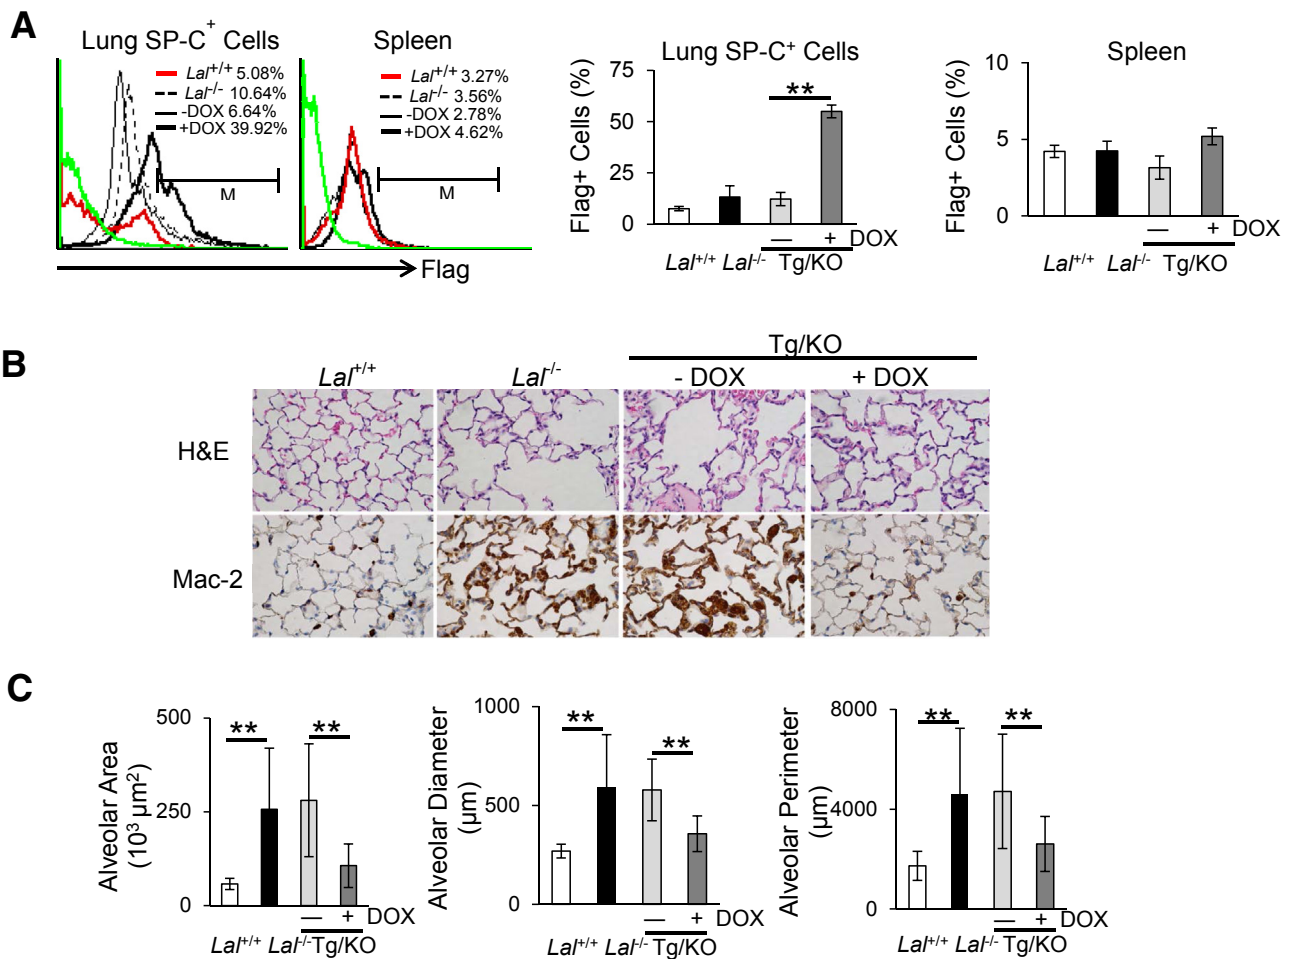 A
Lung SP-C⁺ Cells
Lal⁺/⁺ 5.08%
Lal⁻/⁻ 10.64%
-DOX 6.64%
+DOX 39.92%
M
Spleen
Lal⁺/⁺ 3.27%
Lal⁻/⁻ 3.56%
-DOX 2.78%
+DOX 4.62%
M
Flag
Lung SP-C⁺ Cells
Flag+ Cells (%)
75
50
25
0
**
— + DOX
Lal⁺/⁺ Lal⁻/⁻ Tg/KO
Spleen
Flag+ Cells (%)
10
5
0
— + DOX
Lal⁺/⁺ Lal⁻/⁻ Tg/KO
B
Tg/KO
Lal⁺/⁺ Lal⁻/⁻ - DOX + DOX
H&E
Mac-2
C
Alveolar Area
(10³ µm²)
500
250
0
** **
— + DOX
Lal⁺/⁺ Lal⁻/⁻ Tg/KO
Alveolar Diameter
(µm)
1000
500
0
** **
— + DOX
Lal⁺/⁺ Lal⁻/⁻ Tg/KO
Alveolar Perimeter
(µm)
8000
4000
0
** **
— + DOX
Lal⁺/⁺ Lal⁻/⁻ Tg/KO